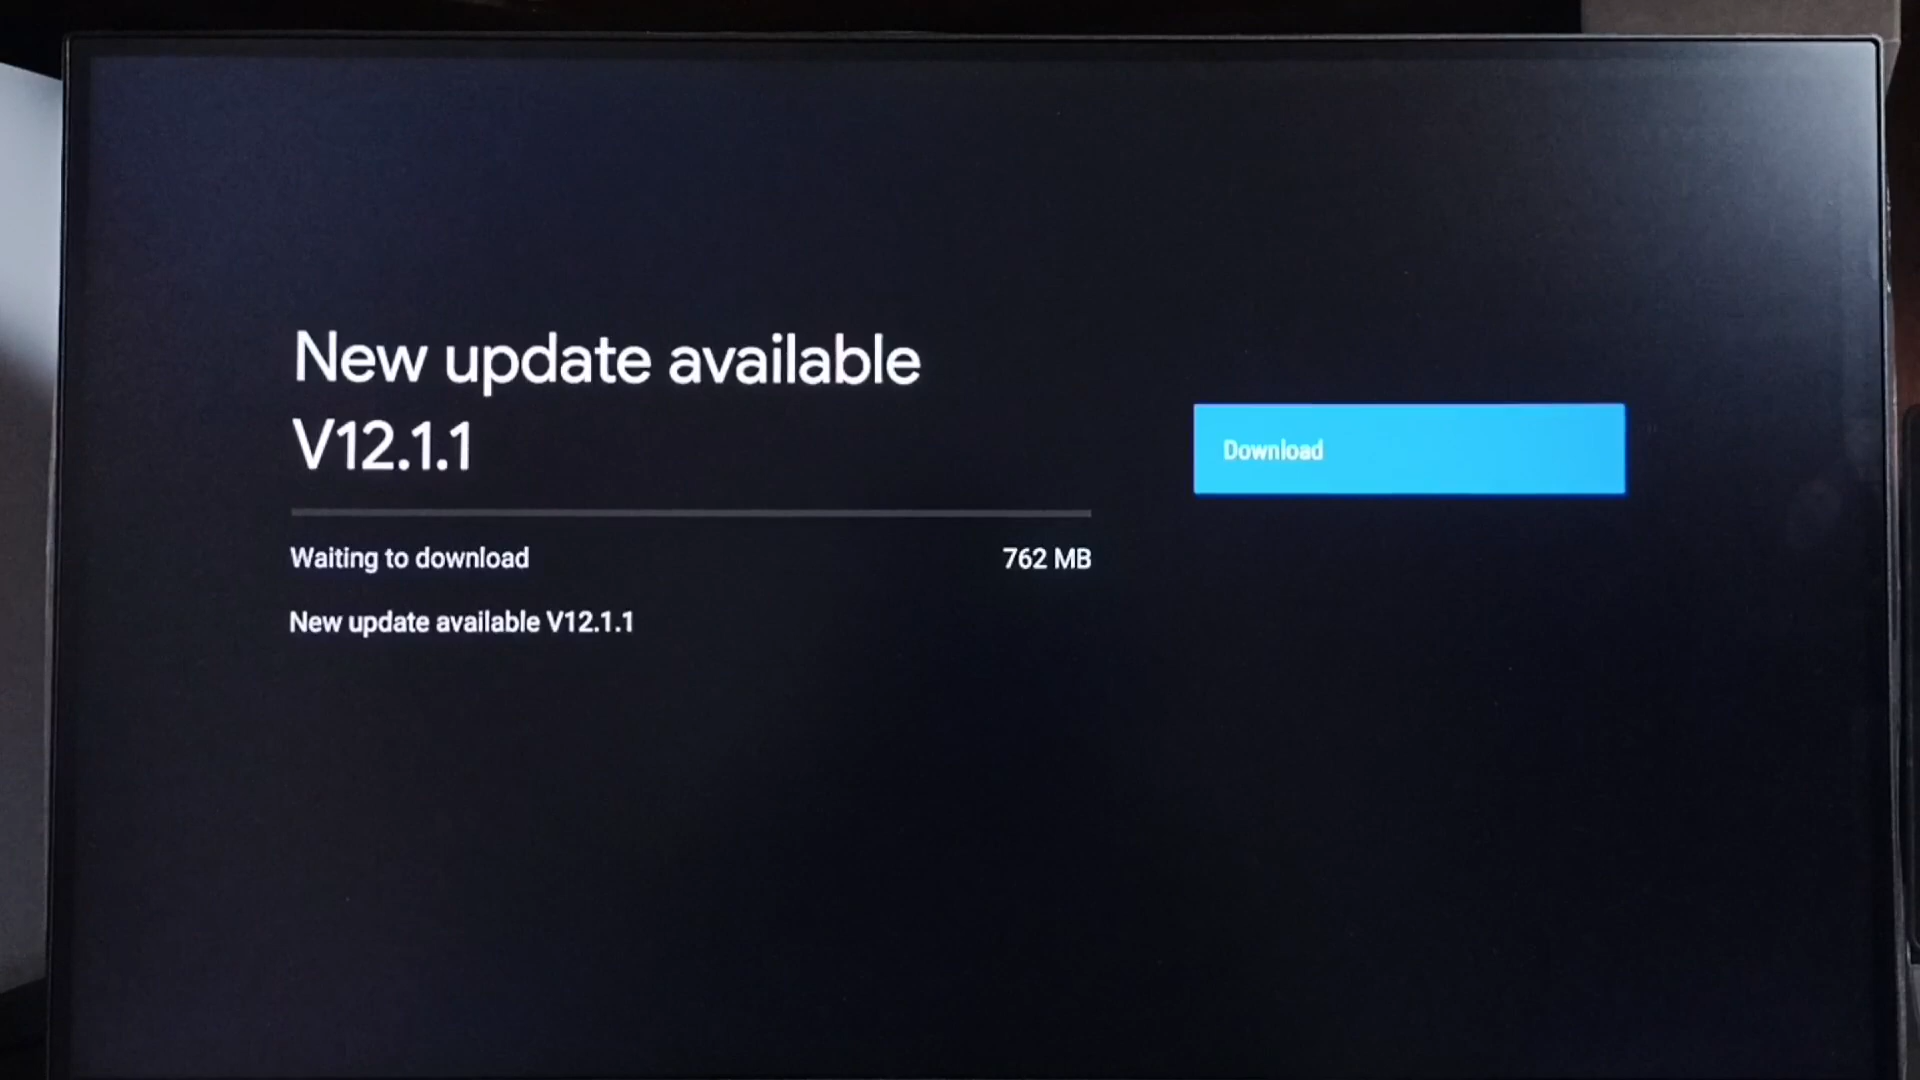 New update available
V12.1.1
Download
Waiting to download 762 MB
New update available V12.1.1